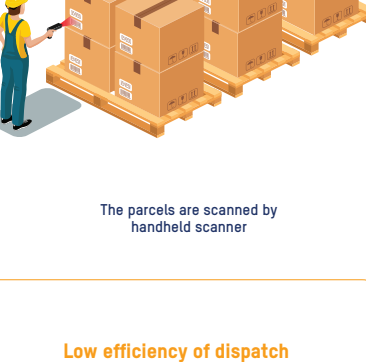 The parcels are scanned by
handheld scanner
Low efficiency of dispatch